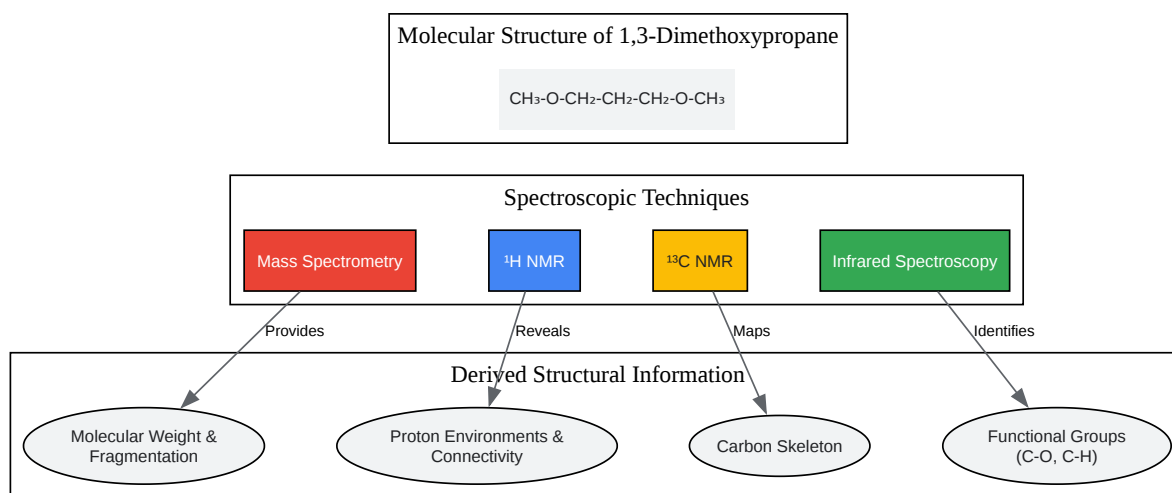 Molecular Structure of 1,3-Dimethoxypropane
CH₃-O-CH₂-CH₂-CH₂-O-CH₃
Spectroscopic Techniques
Mass Spectrometry
¹H NMR
¹³C NMR
Infrared Spectroscopy
Provides
Reveals
Maps
Identifies
Derived Structural Information
Molecular Weight &
Fragmentation
Proton Environments &
Connectivity
Carbon Skeleton
Functional Groups
(C-O, C-H)